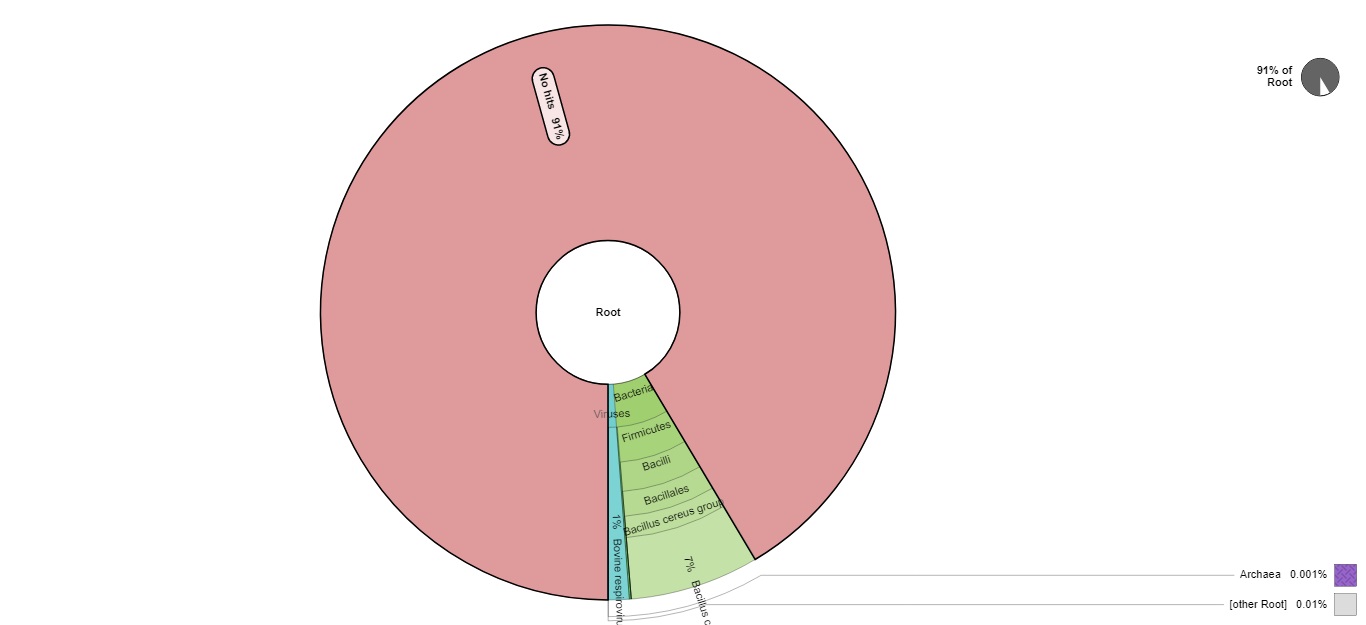 No hits 91%
91% of
Root
Root
Bacteria
Viruses
Firmicutes
Bacilli
Bacillales
Bacillus cereus group
1% Bovine respiroviru
7% Bacillus c
Archaea 0.001%
[other Root] 0.01%